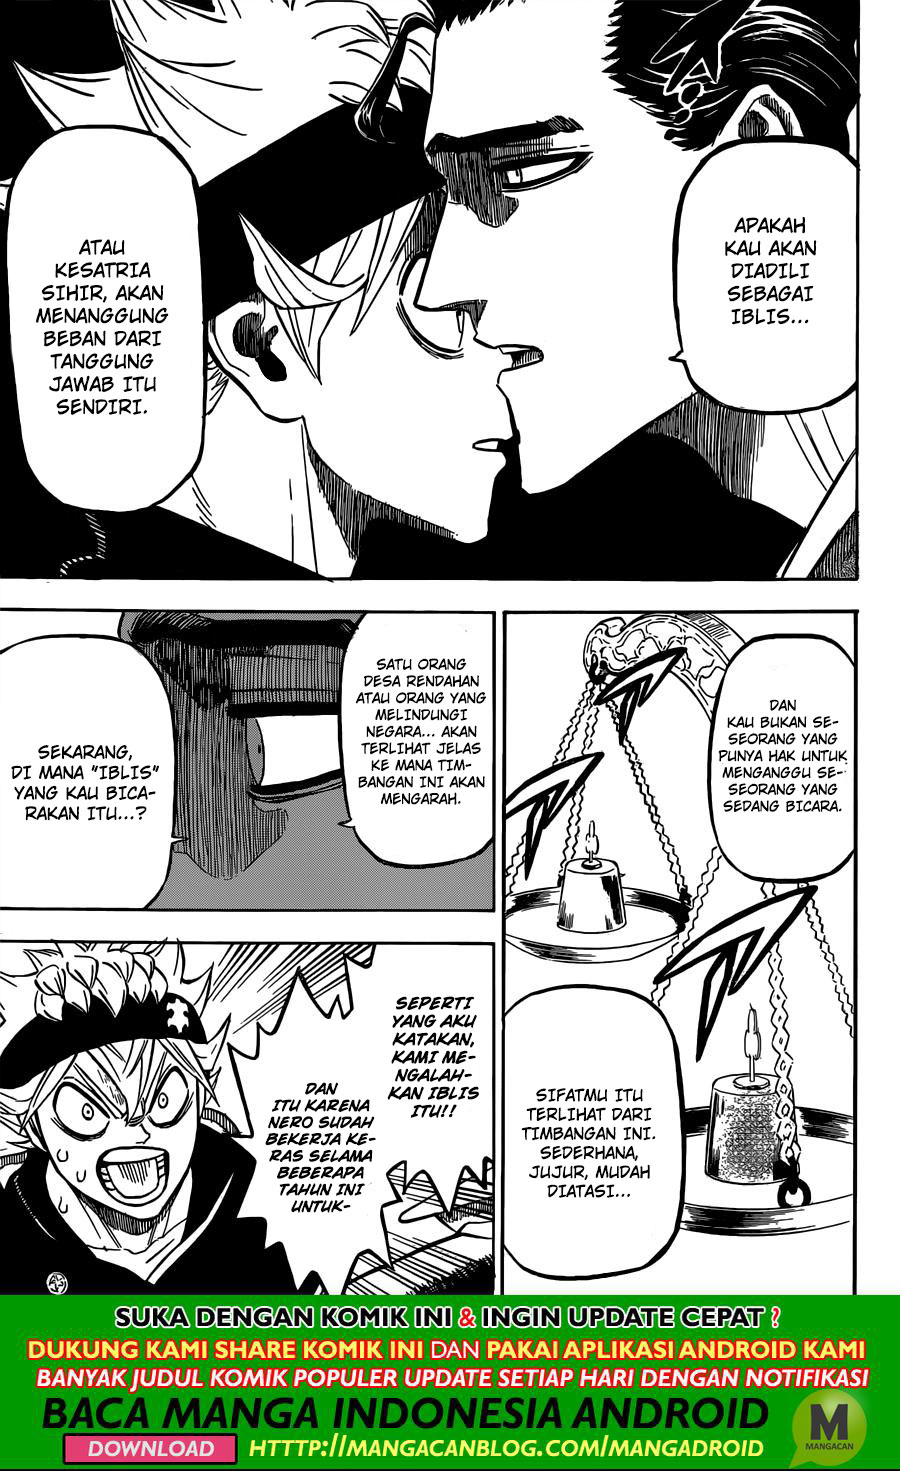 APAKAH
KAU AKAN
DIADILI
SEBAGAI
IBLIS...
ATAU
KESATRIA
SIHIR, AKAN
MENANGGUNG
BEBAN DARI
TANGGUNG
JAWAB ITU
SENDIRI.
DAN
KAU BUKAN SE-
SEORANG YANG
PUNYA HAK UNTUK
MENGANGGU SE-
SEORANG YANG
SEDANG BICARA.
SIFATMU ITU
TERLIHAT DARI
TIMBANGAN INI.
SEDERHANA,
JUJUR, MUDAH
DIATASI...
SATU ORANG
DESA RENDAHAN
ATAU ORANG YANG
MELINDUNGI
NEGARA... AKAN
TERLIHAT JELAS
KE MANA TIM-
BANGAN INI AKAN
MENGARAH.
SEKARANG,
DI MANA "IBLIS"
YANG KAU BICA-
RAKAN ITU...?
SEPERTI
YANG AKU
KATAKAN,
KAMI ME-
NGALAH-
KAN IBLIS
ITU!!
DAN
ITU KARENA
NERO SUDAH
BEKERJA KE-
RAS SELAMA
BEBERAPA
TAHUN INI
UNTUK-
SUKA DENGAN KOMIK INI & INGIN UPDATE CEPAT ?
DUKUNG KAMI SHARE KOMIK INI DAN PAKAI APLIKASI ANDROID KAMI
BANYAK JUDUL KOMIK POPULER UPDATE SETIAP HARI DENGAN NOTIFIKASI
BACA MANGA INDONESIA ANDROID
DOWNLOAD HTTTP://MANGACANBLOG.COM/MANGADROID
M
MANGACAN